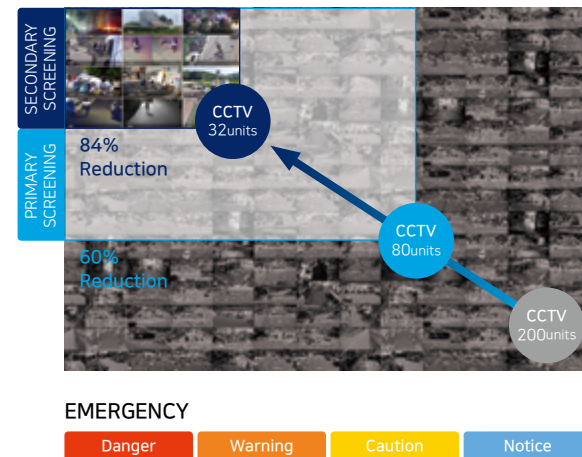 SECONDARY
SCREENING
CCTV
32units
84%
Reduction
PRIMARY
SCREENING
CCTV
80units
60%
Reduction
CCTV
200units
EMERGENCY
Danger
Warning
Caution
Notice